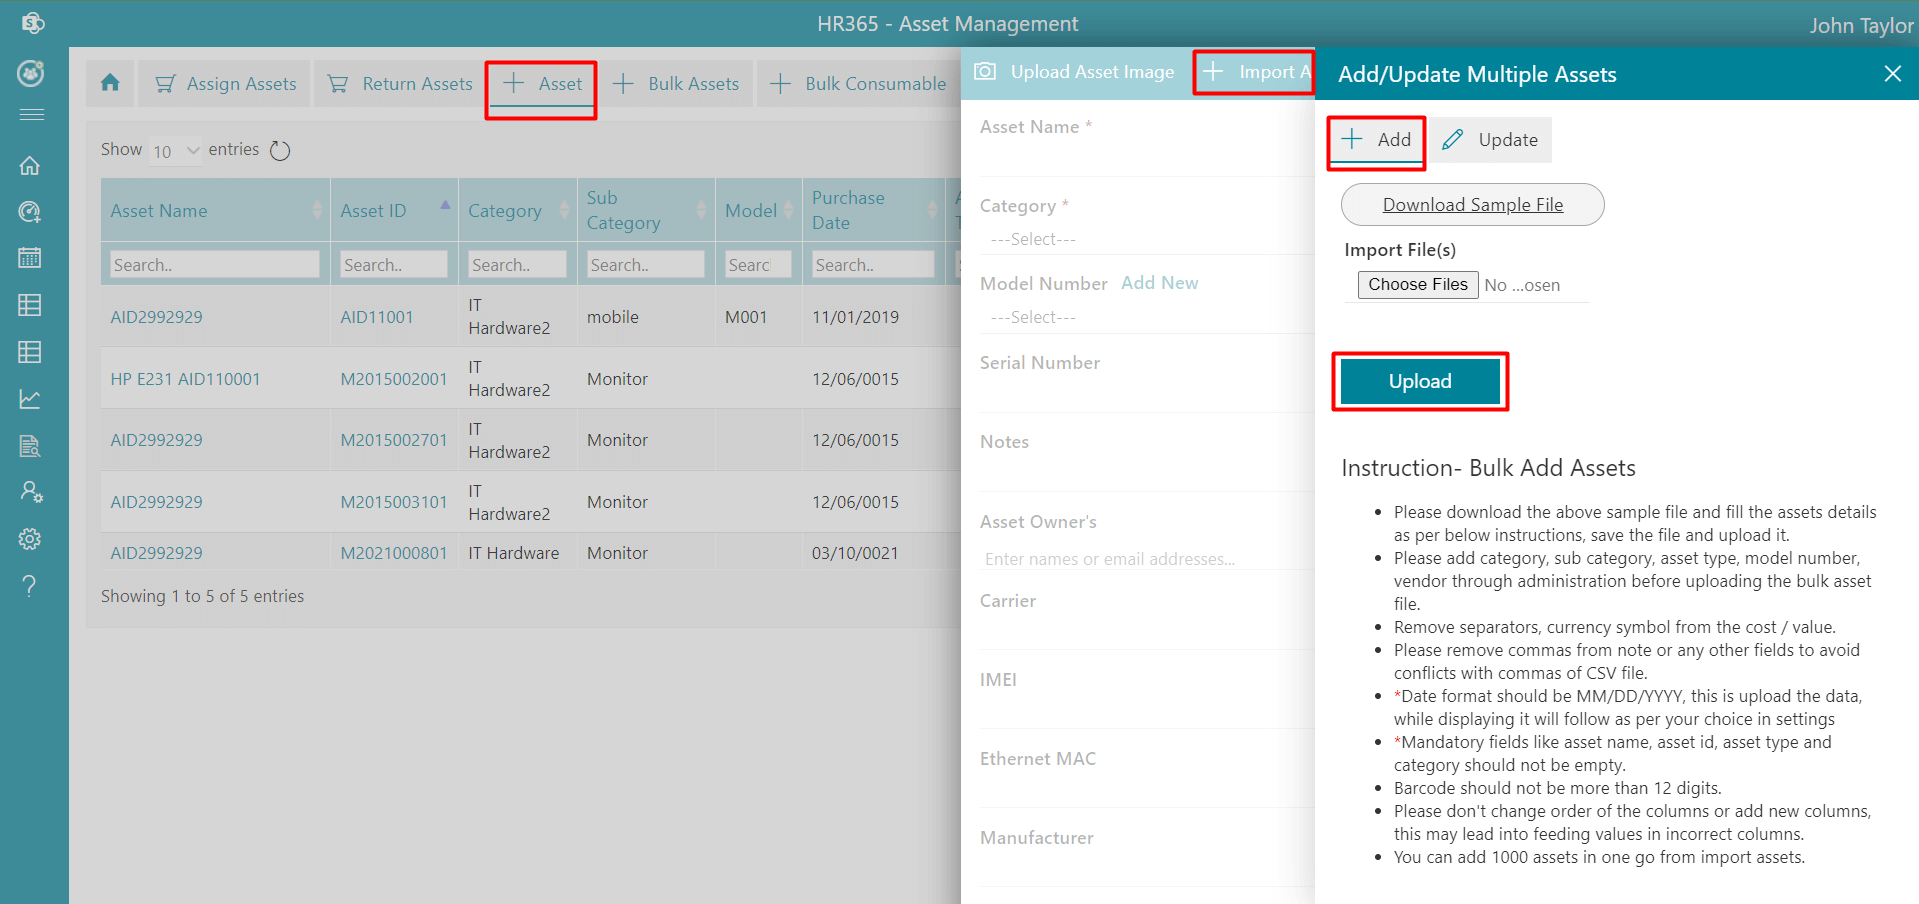 HR365 - Asset Management
John Taylor
Assign Assets
Return Assets
Asset
Bulk Assets
Bulk Consumable
Show 10 entries
Asset Name
Asset ID
Category
Sub
Category
Model
Purchase
Date
Search..
Search..
Search..
Search..
Searc
Search..
AID2992929
AID11001
IT
Hardware2
mobile
M001
11/01/2019
HP E231 AID110001
M2015002001
IT
Hardware2
Monitor
12/06/0015
AID2992929
M2015002701
IT
Hardware2
Monitor
12/06/0015
AID2992929
M2015003101
IT
Hardware2
Monitor
12/06/0015
AID2992929
M2021000801
IT Hardware
Monitor
03/10/0021
Showing 1 to 5 of 5 entries
Upload Asset Image
Import A
Asset Name *
Category *
---Select---
Model Number Add New
---Select---
Serial Number
Notes
Asset Owner's
Enter names or email addresses...
Carrier
IMEI
Ethernet MAC
Manufacturer
Add/Update Multiple Assets
Add
Update
Download Sample File
Import File(s)
Choose Files No ...osen
Upload
Instruction- Bulk Add Assets
• Please download the above sample file and fill the assets details
as per below instructions, save the file and upload it.
• Please add category, sub category, asset type, model number,
vendor through administration before uploading the bulk asset
file.
• Remove separators, currency symbol from the cost / value.
• Please remove commas from note or any other fields to avoid
conflicts with commas of CSV file.
• *Date format should be MM/DD/YYYY, this is upload the data,
while displaying it will follow as per your choice in settings
• *Mandatory fields like asset name, asset id, asset type and
category should not be empty.
• Barcode should not be more than 12 digits.
• Please don't change order of the columns or add new columns,
this may lead into feeding values in incorrect columns.
• You can add 1000 assets in one go from import assets.